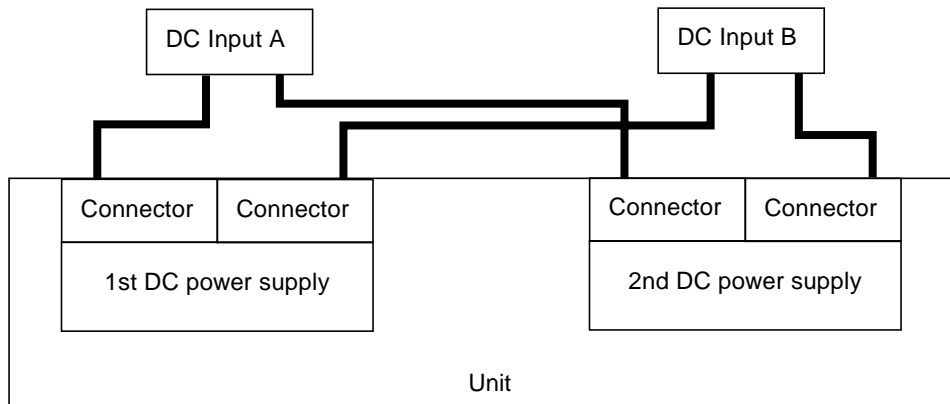 DC Input A
DC Input B
Connector
Connector
Connector
Connector
1st DC power supply
2nd DC power supply
Unit